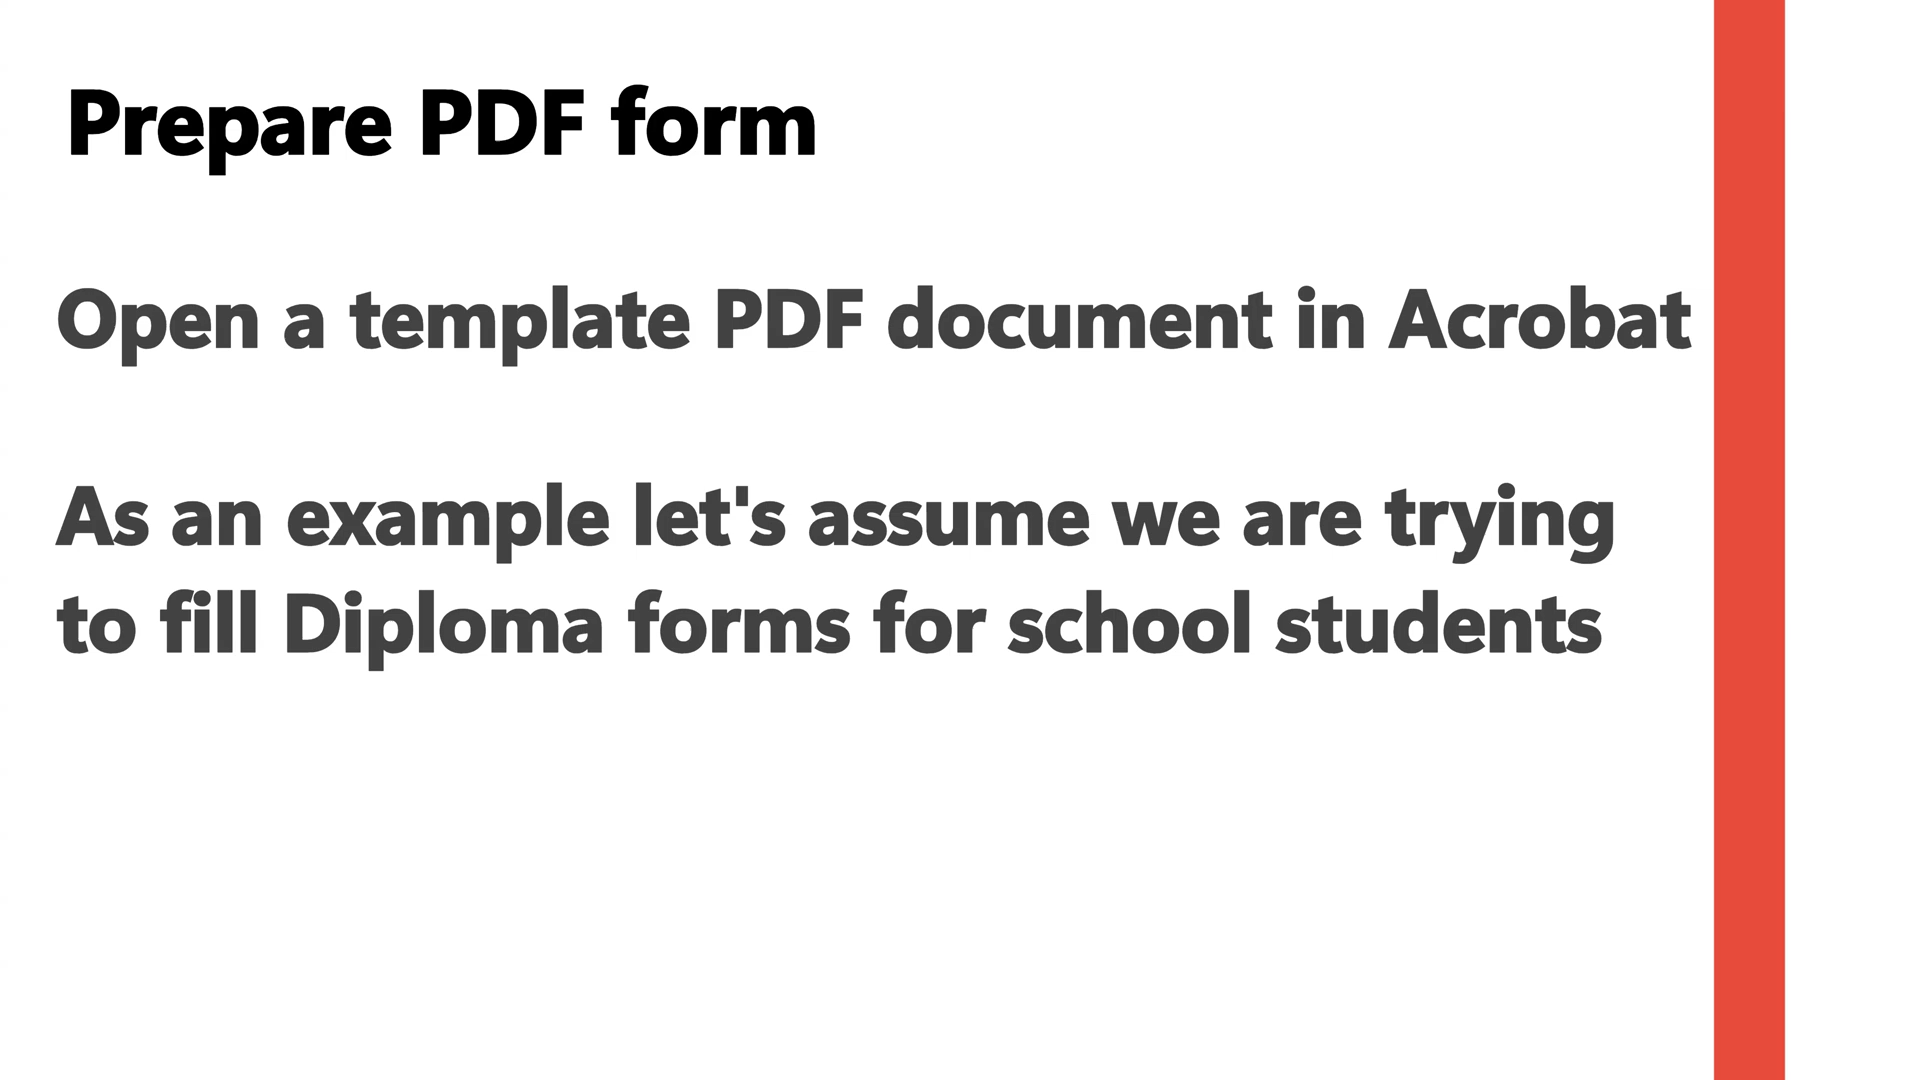 Prepare PDF form
Open a template PDF document in Acrobat
As an example let's assume we are trying
to fill Diploma forms for school students